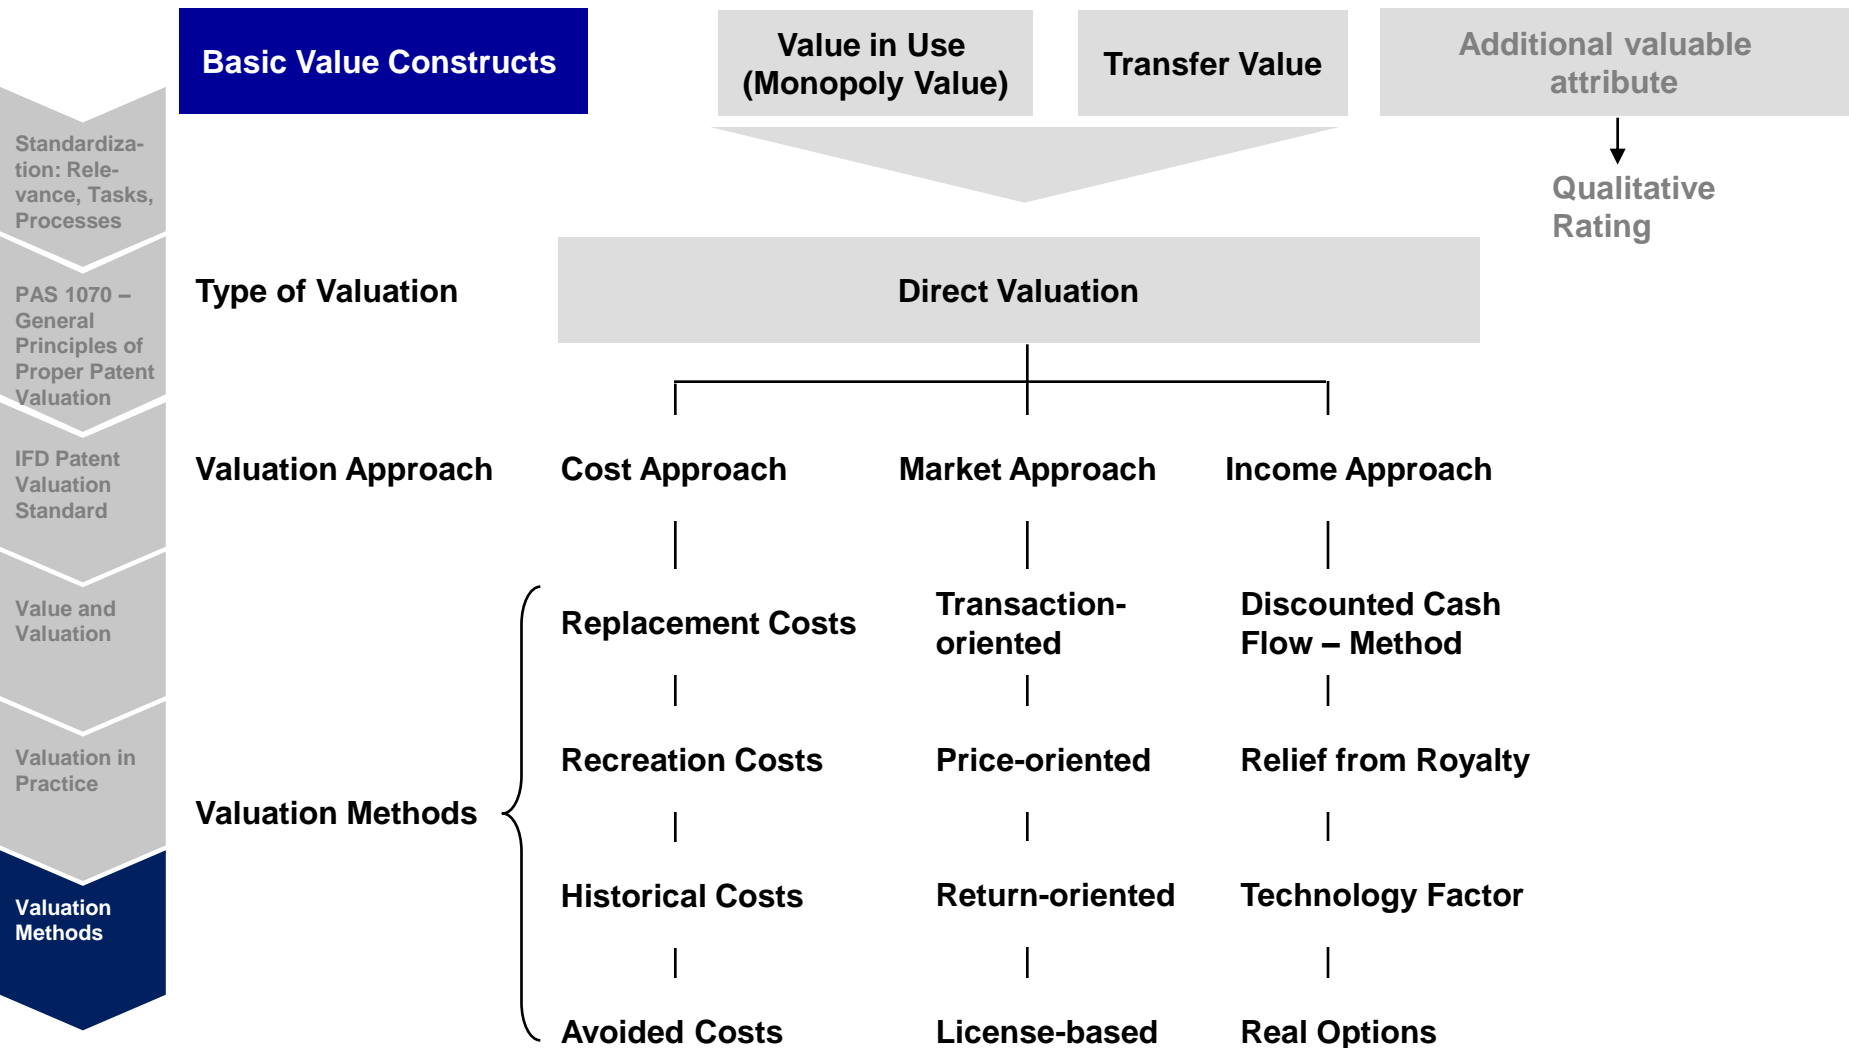 Basic Value Constructs
Value in Use
(Monopoly Value)
Transfer Value
Additional valuable
attribute
Qualitative
Rating
Standardiza-
tion: Rele-
vance, Tasks,
Processes
PAS 1070 –
General
Principles of
Proper Patent
Valuation
IFD Patent
Valuation
Standard
Value and
Valuation
Valuation in
Practice
Valuation
Methods
Type of Valuation
Direct Valuation
Valuation Approach
Cost Approach
Market Approach
Income Approach
Valuation Methods
Replacement Costs
Transaction-
oriented
Discounted Cash
Flow – Method
Recreation Costs
Price-oriented
Relief from Royalty
Historical Costs
Return-oriented
Technology Factor
Avoided Costs
License-based
Real Options